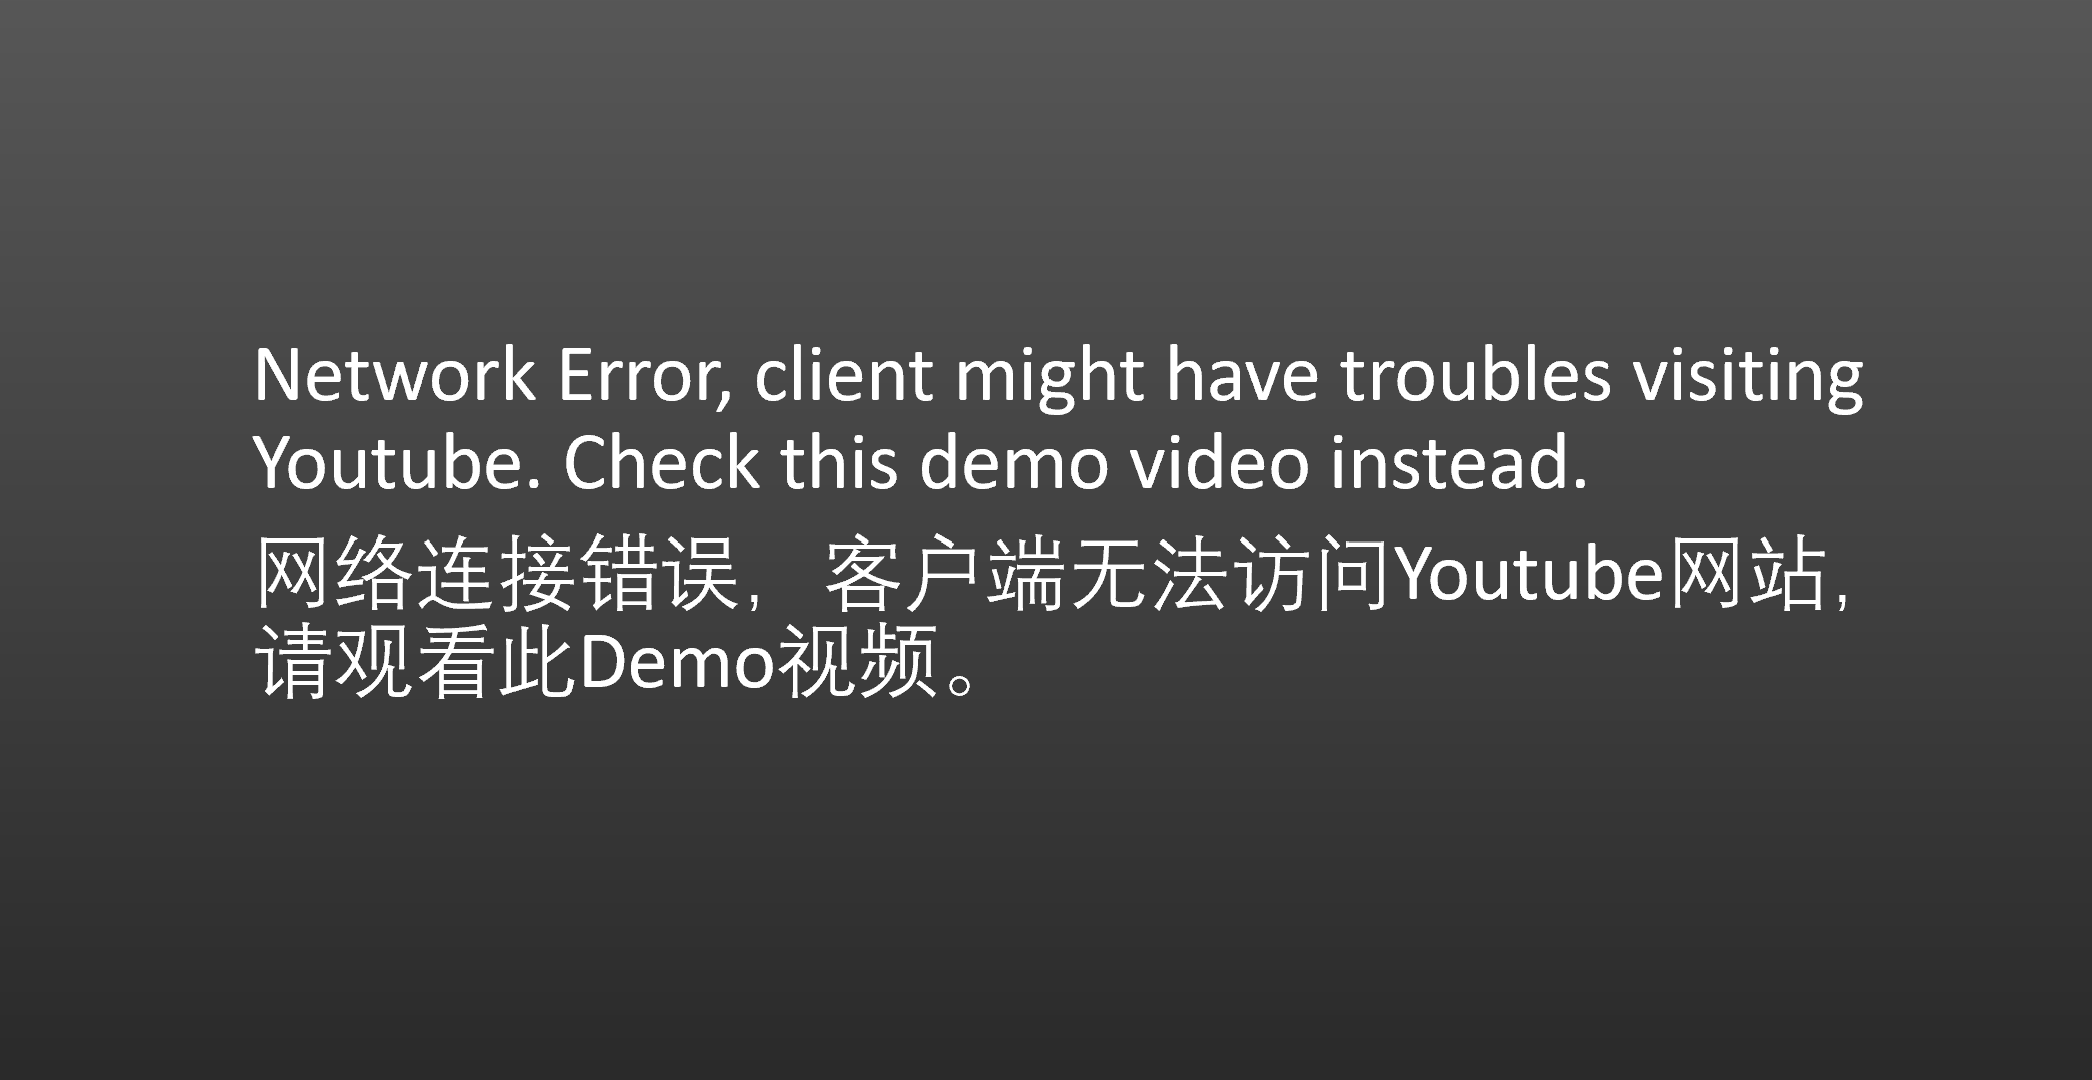 Network Error, client might have troubles visiting
Youtube. Check this demo video instead.
网络连接错误，客户端无法访问Youtube网站，
请观看此Demo视频。